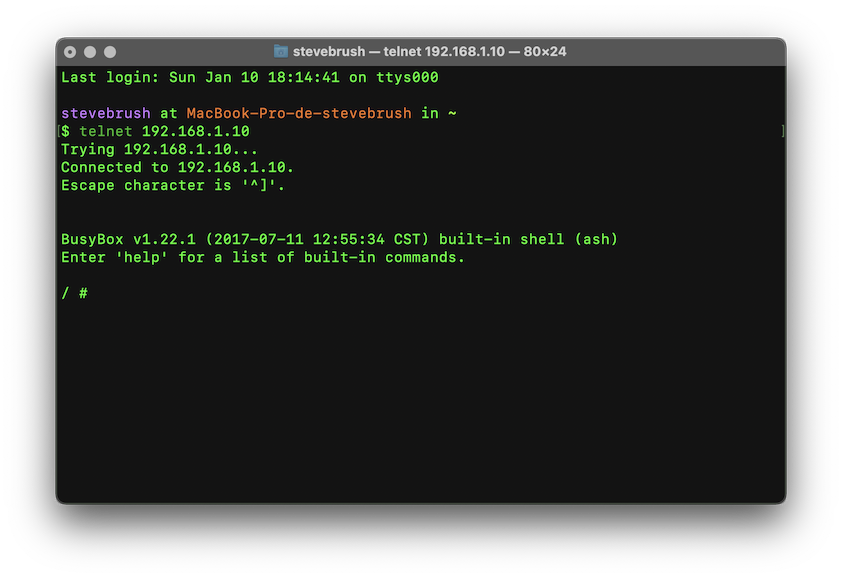 stevebrush — telnet 192.168.1.10 — 80×24
Last login: Sun Jan 10 18:14:41 on ttys000
stevebrush at MacBook-Pro-de-stevebrush in ~
[$ telnet 192.168.1.10 ]
Trying 192.168.1.10...
Connected to 192.168.1.10.
Escape character is '^]'.
BusyBox v1.22.1 (2017-07-11 12:55:34 CST) built-in shell (ash)
Enter 'help' for a list of built-in commands.
/ #